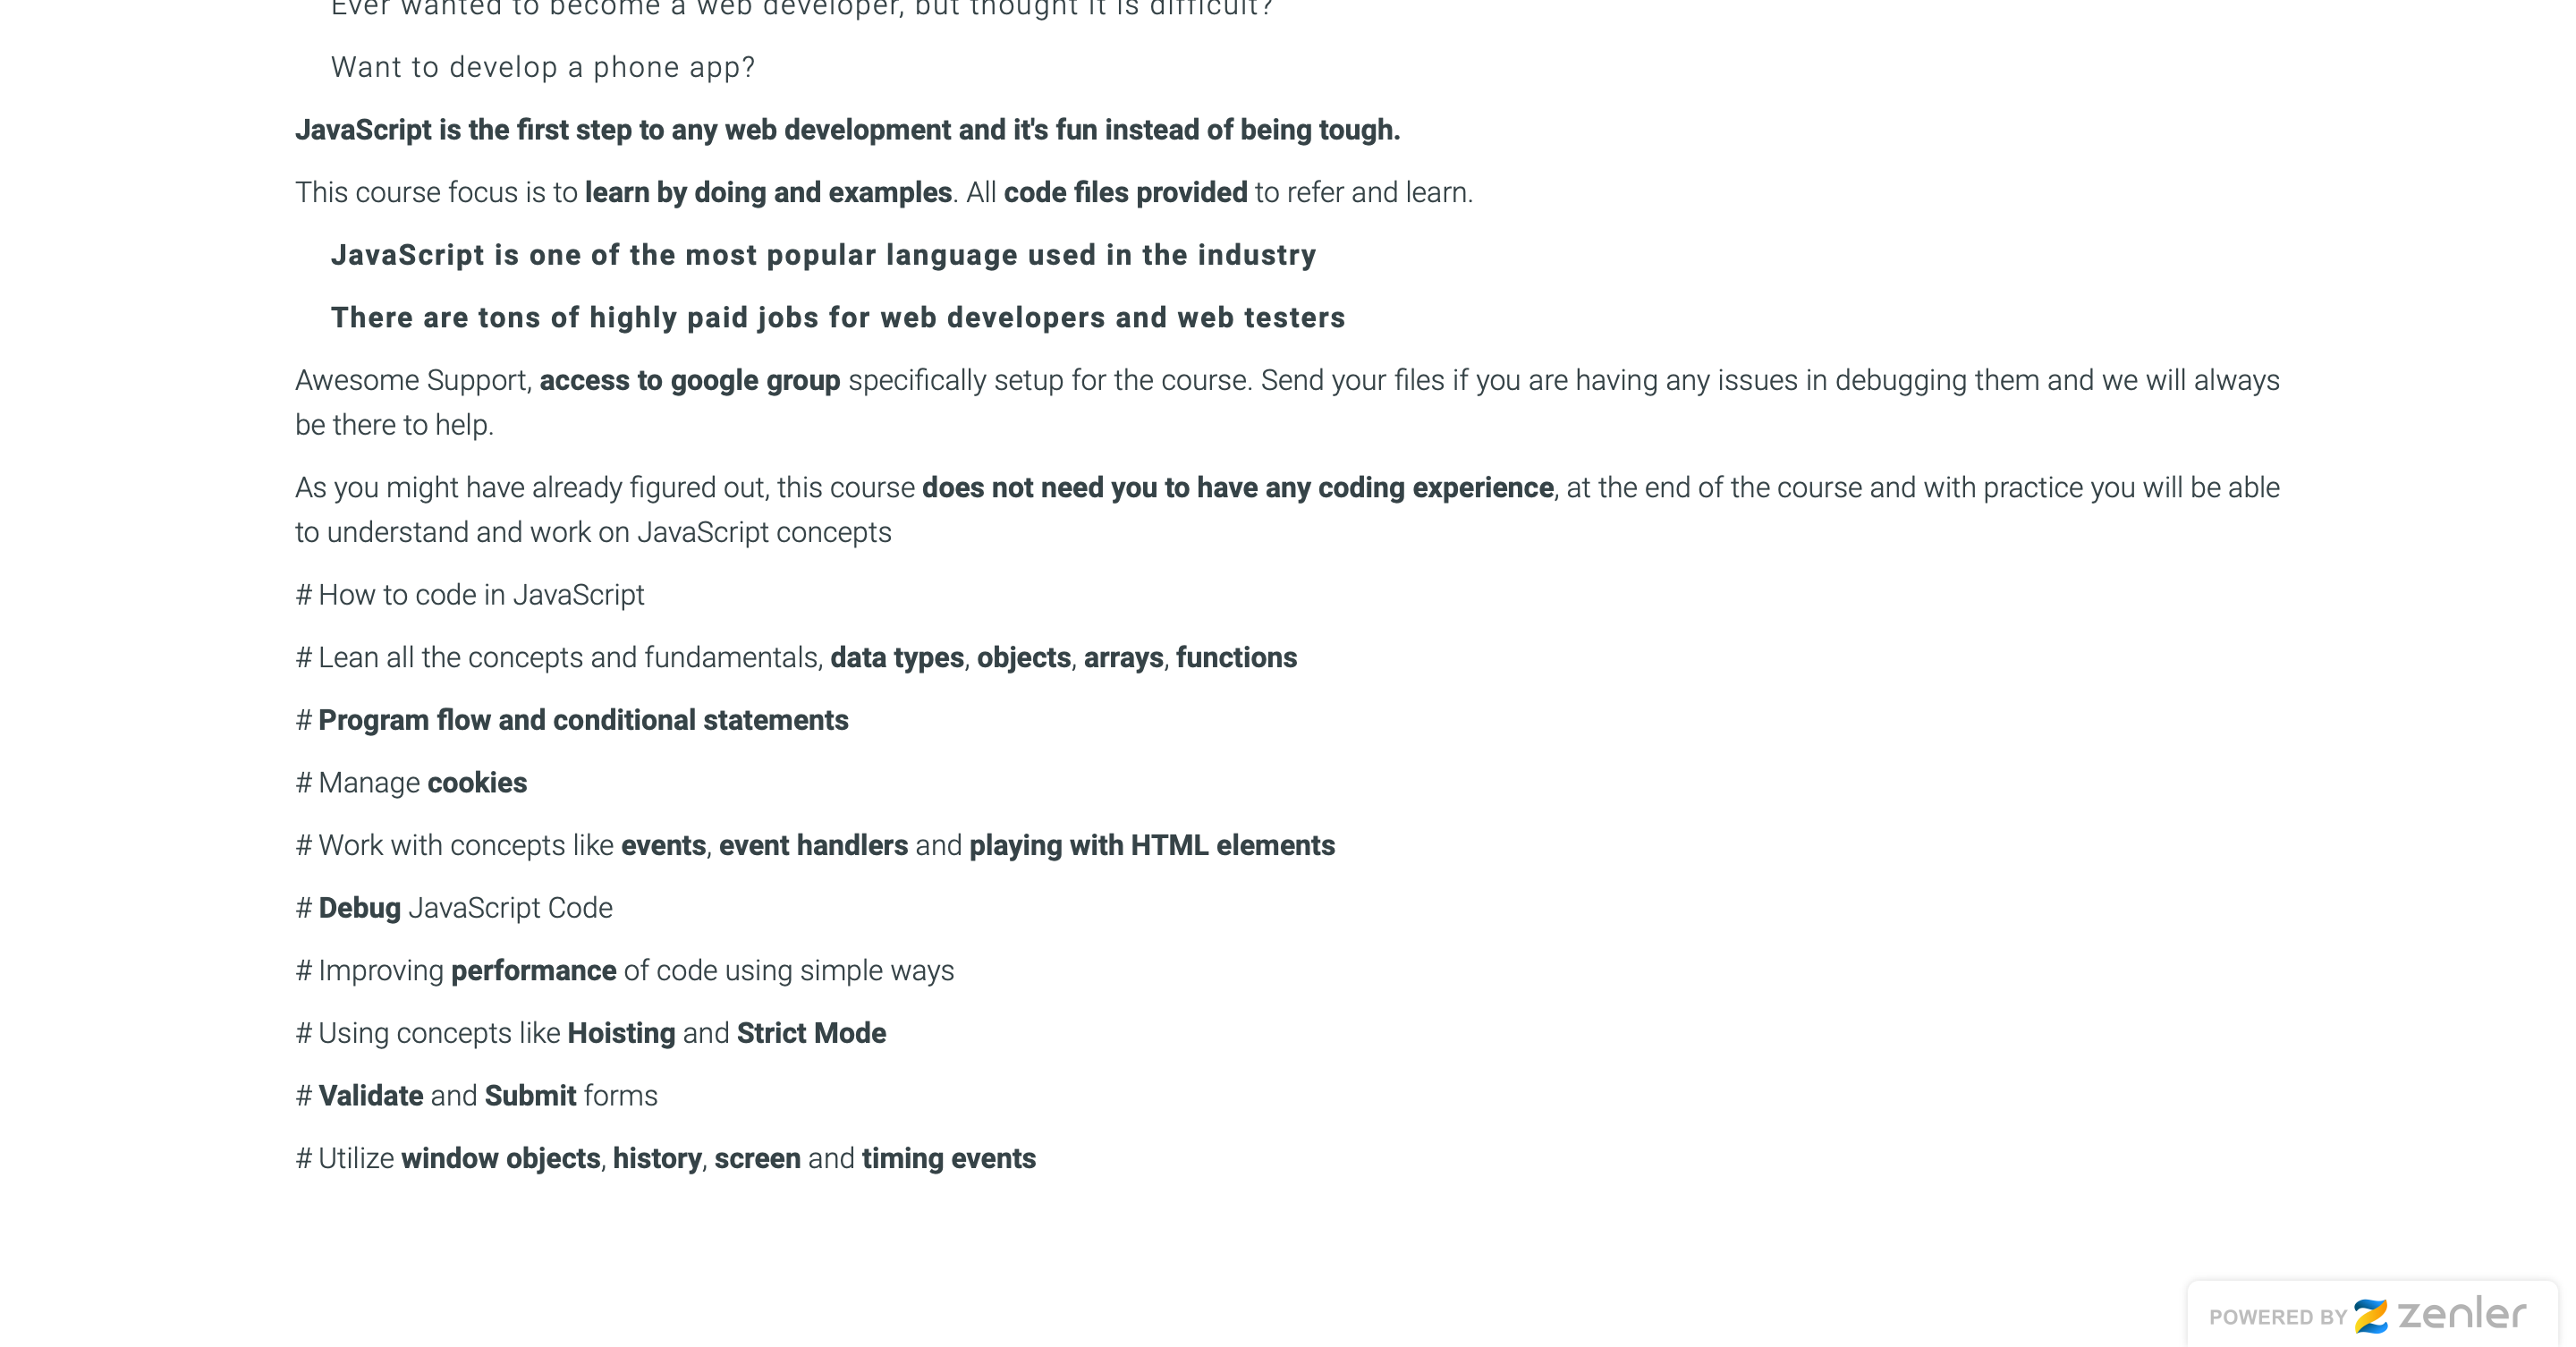 Ever wanted to become a web developer, but thought it is difficult?
Want to develop a phone app?
JavaScript is the first step to any web development and it's fun instead of being tough.
This course focus is to learn by doing and examples. All code files provided to refer and learn.
JavaScript is one of the most popular language used in the industry
There are tons of highly paid jobs for web developers and web testers
Awesome Support, access to google group specifically setup for the course. Send your files if you are having any issues in debugging them and we will always
be there to help.
As you might have already figured out, this course does not need you to have any coding experience, at the end of the course and with practice you will be able
to understand and work on JavaScript concepts
# How to code in JavaScript
# Lean all the concepts and fundamentals, data types, objects, arrays, functions
# Program flow and conditional statements
# Manage cookies
# Work with concepts like events, event handlers and playing with HTML elements
# Debug JavaScript Code
# Improving performance of code using simple ways
# Using concepts like Hoisting and Strict Mode
# Validate and Submit forms
# Utilize window objects, history, screen and timing events
POWERED BY zenler